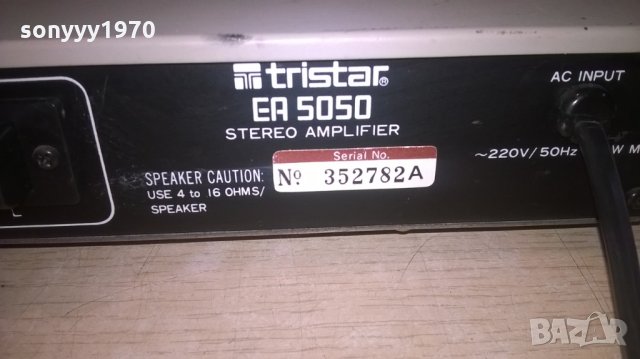 sonyyy1970
tristar®
EA 5050
STEREO AMPLIFIER
AC INPUT
~220V/50Hz
SPEAKER CAUTION:
USE 4 to 16 OHMS/
SPEAKER
Serial No.
Nº 352782A
L
BAZAR